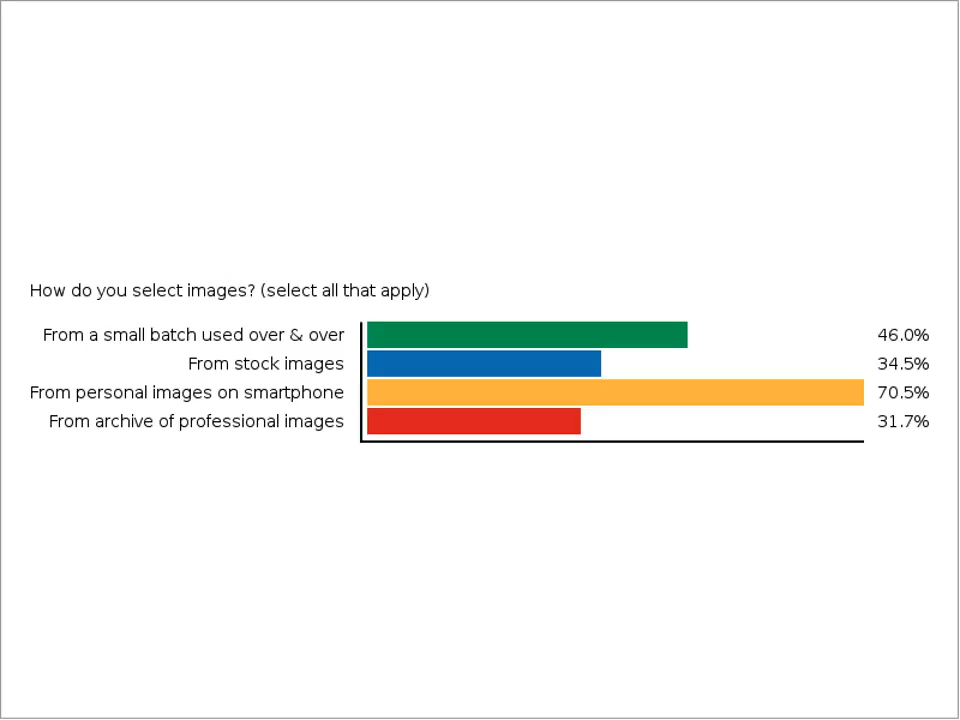 How do you select images? (select all that apply)
From a small batch used over & over 46.0%
From stock images 34.5%
From personal images on smartphone 70.5%
From archive of professional images 31.7%